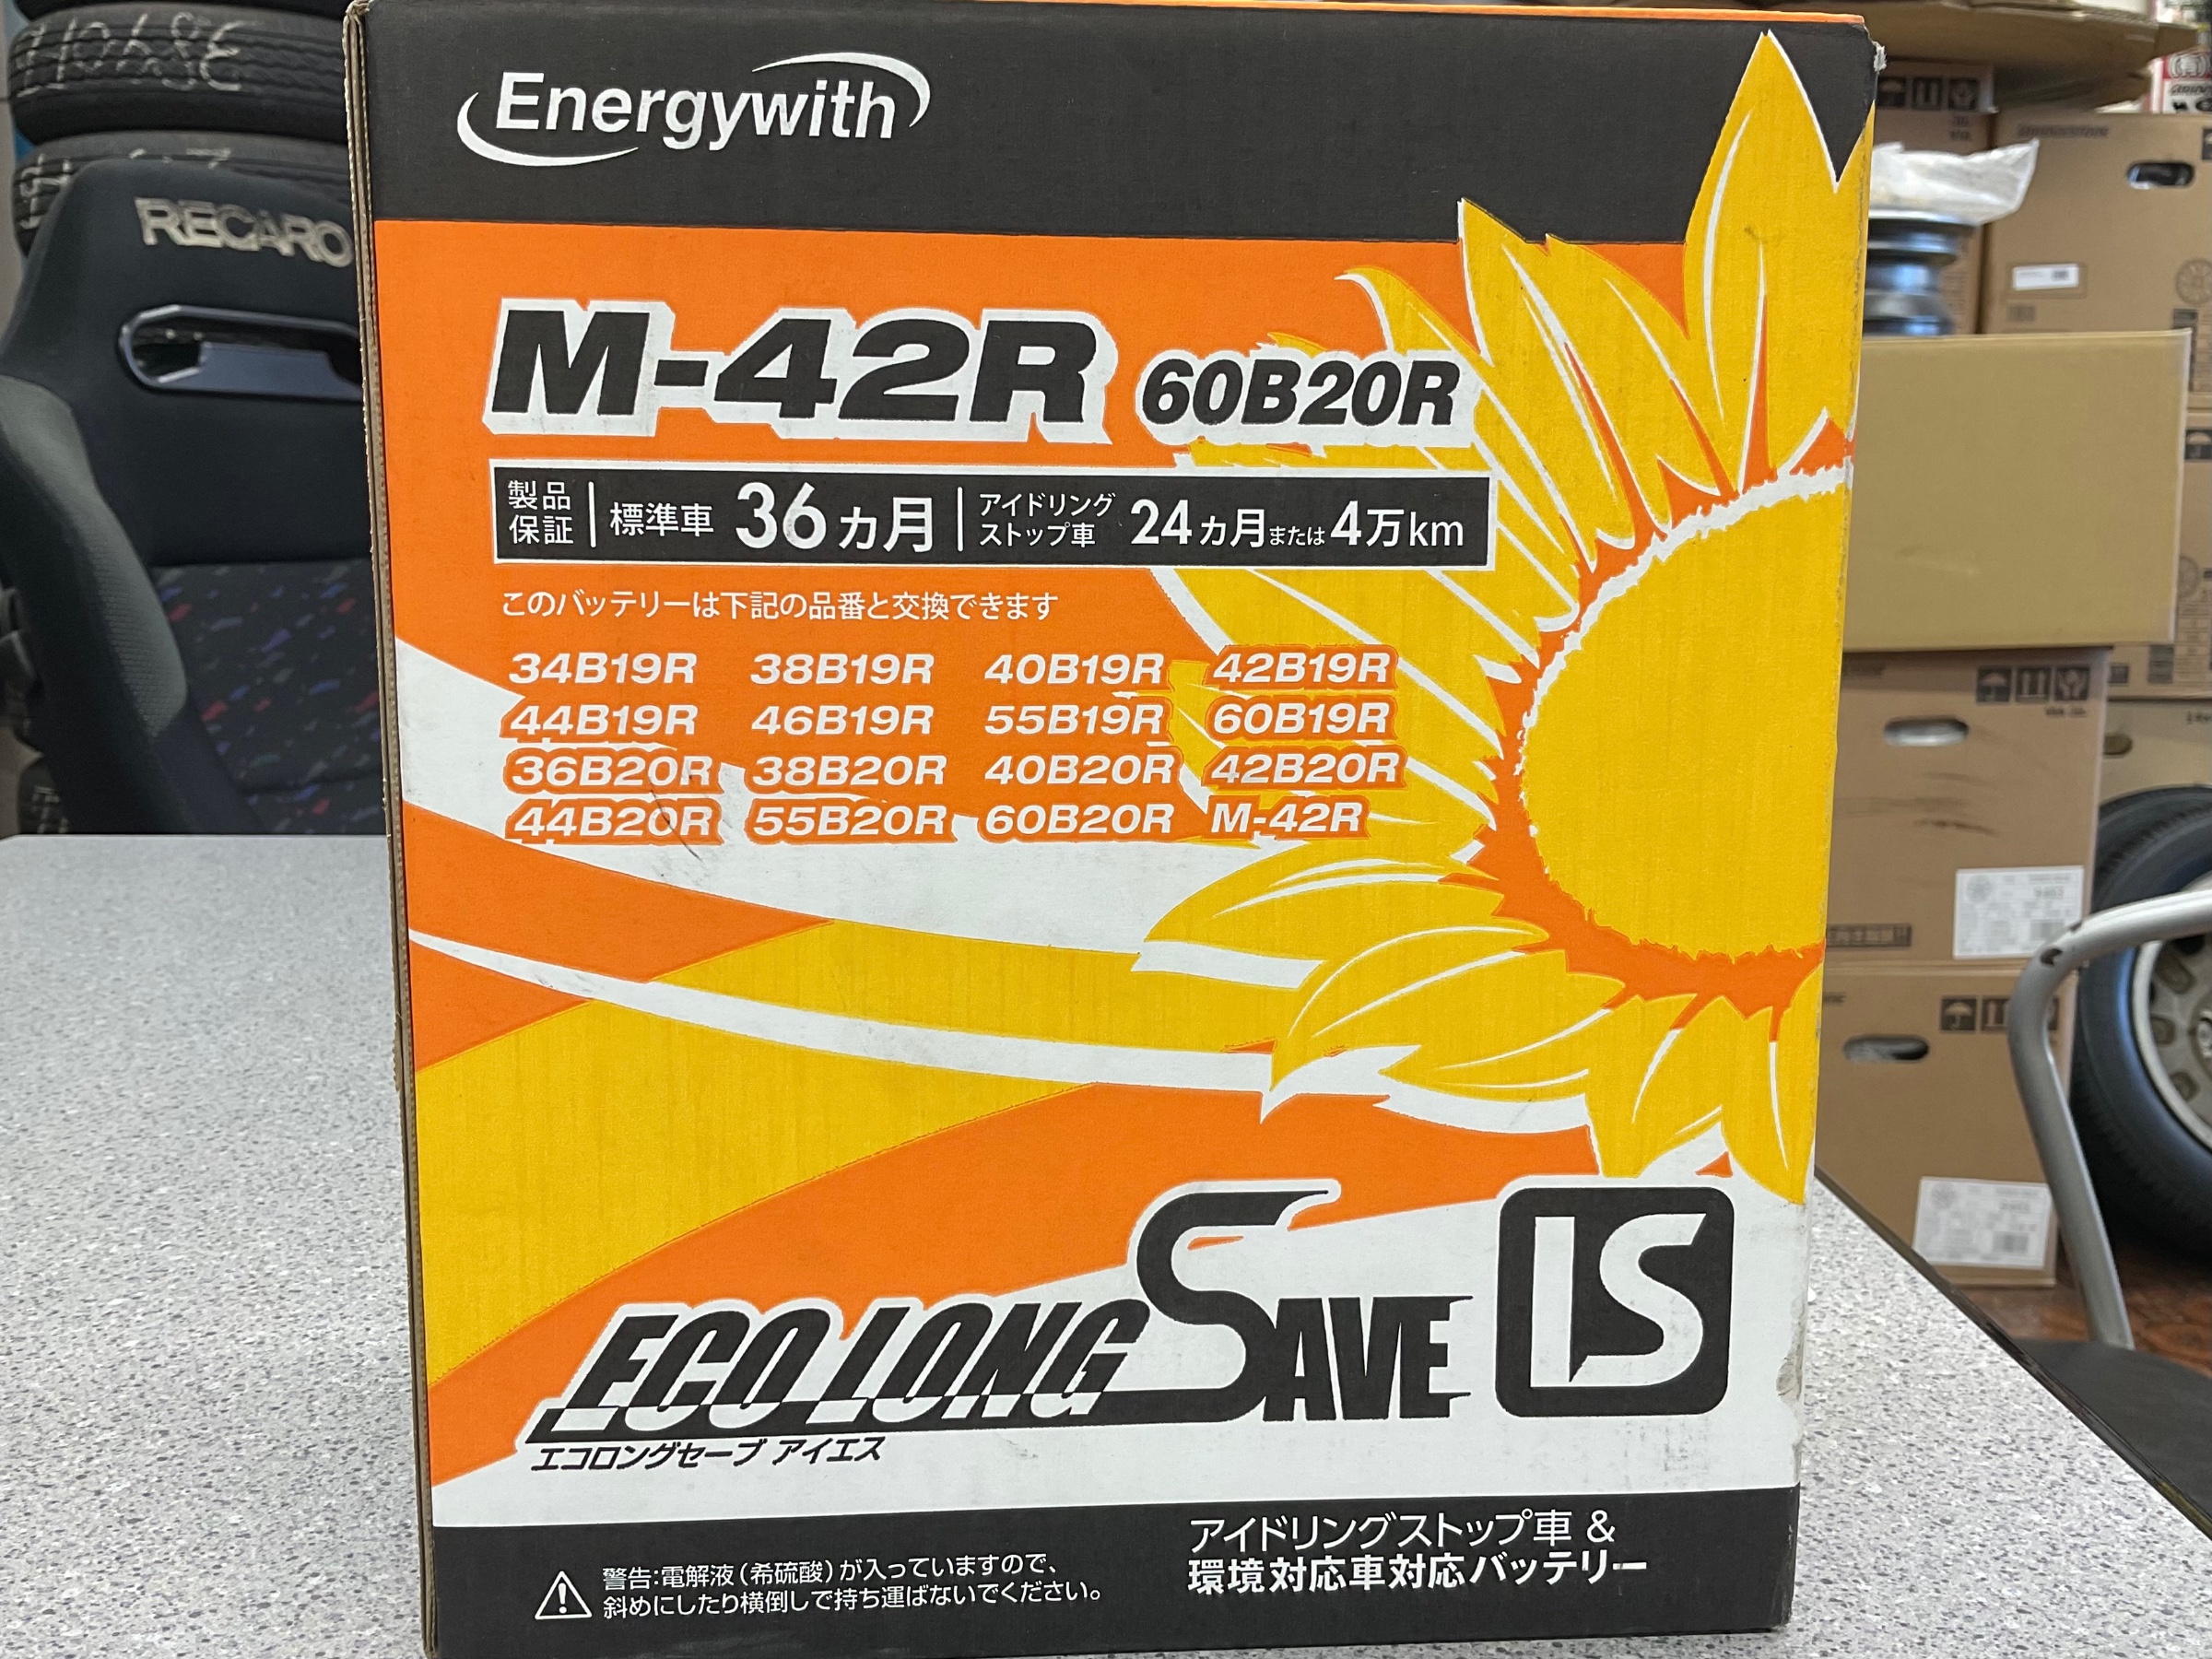 RECARO
Energywith
M-42R 60B20R
製品保証 標準車 36ヵ月 アイドリングストップ車 24ヵ月または4万km
このバッテリーは下記の品番と交換できます
34B19R 38B19R 40B19R 42B19R
44B19R 46B19R 55B19R 60B19R
36B20R 38B20R 40B20R 42B20R
44B20R 55B20R 60B20R M-42R
ECO LONG SAVE IS
エコロングセーブ アイエス
アイドリングストップ車 &
環境対応車対応バッテリー
警告:電解液(希硫酸)が入っていますので、
斜めにしたり横倒しで持ち運ばないでください。